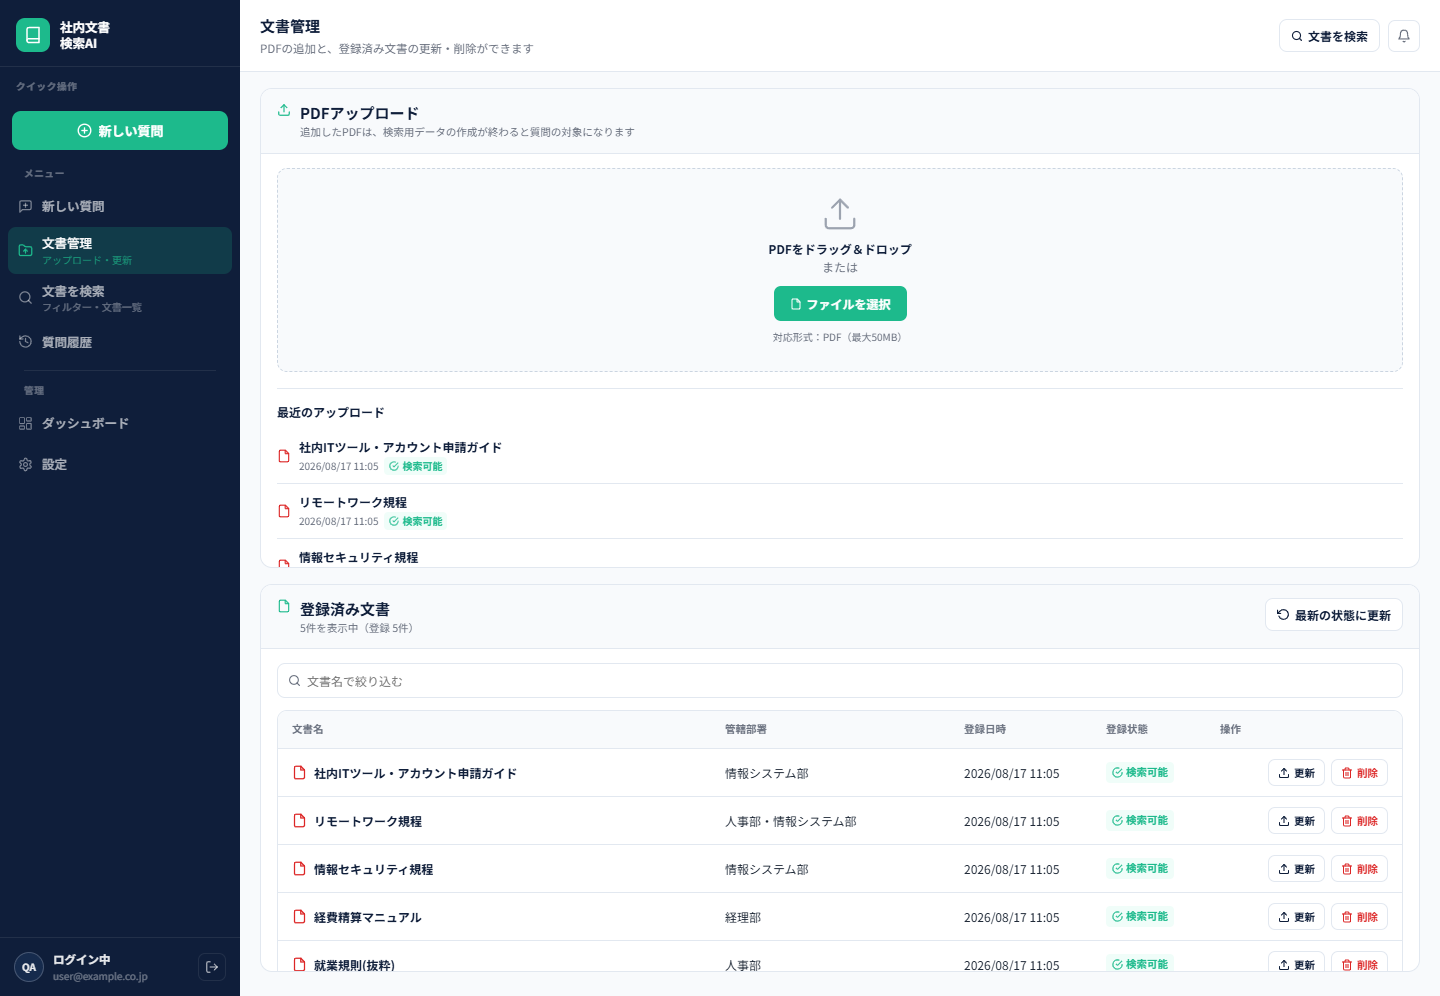 社内文書
検索AI
クイック操作
新しい質問
メニュー
新しい質問
文書管理
アップロード・更新
文書を検索
フィルター・文書一覧
質問履歴
管理
ダッシュボード
設定
QA
ログイン中
user@example.co.jp
文書管理
PDFの追加と、登録済み文書の更新・削除ができます
文書を検索
PDFアップロード
追加したPDFは、検索用データの作成が終わると質問の対象になります
PDFをドラッグ＆ドロップ
または
ファイルを選択
対応形式：PDF（最大50MB）
最近のアップロード
社内ITツール・アカウント申請ガイド
2026/08/17 11:05 検索可能
リモートワーク規程
2026/08/17 11:05 検索可能
情報セキュリティ規程
登録済み文書
5件を表示中（登録 5件）
最新の状態に更新
文書名で絞り込む
文書名 管轄部署 登録日時 登録状態 操作
社内ITツール・アカウント申請ガイド 情報システム部 2026/08/17 11:05 検索可能 更新 削除
リモートワーク規程 人事部・情報システム部 2026/08/17 11:05 検索可能 更新 削除
情報セキュリティ規程 情報システム部 2026/08/17 11:05 検索可能 更新 削除
経費精算マニュアル 経理部 2026/08/17 11:05 検索可能 更新 削除
就業規則(抜粋) 人事部 2026/08/17 11:05 検索可能 更新 削除